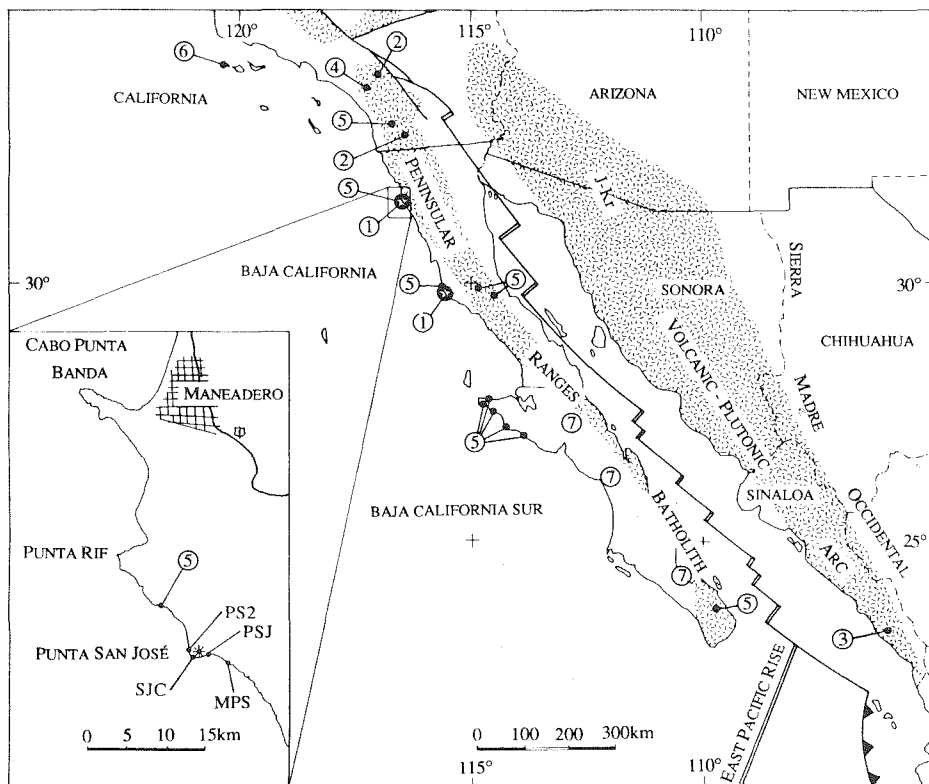 120°
115°
110°
6
2
4
CALIFORNIA
ARIZONA
NEW MEXICO
5
2
5
1
PENINSULAR
J-Kr
SIERRA
BAJA CALIFORNIA
5
5
SONORA
30°
30°
1
CHIHUAHUA
RANGES
VOLCANIC - PLUTONIC
MADRE
7
5
7
SINALOA
BAJA CALIFORNIA SUR
BATHOLITH
OCCIDENTAL
25°
ARC
7
5
3
CABO PUNTA
BANDA
MANEADERO
PUNTA RIF
5
PS2
PSJ
PUNTA SAN JOSÉ
SJC
MPS
0 5 10 15km
0 100 200 300km
EAST PACIFIC RISE
115°
110°